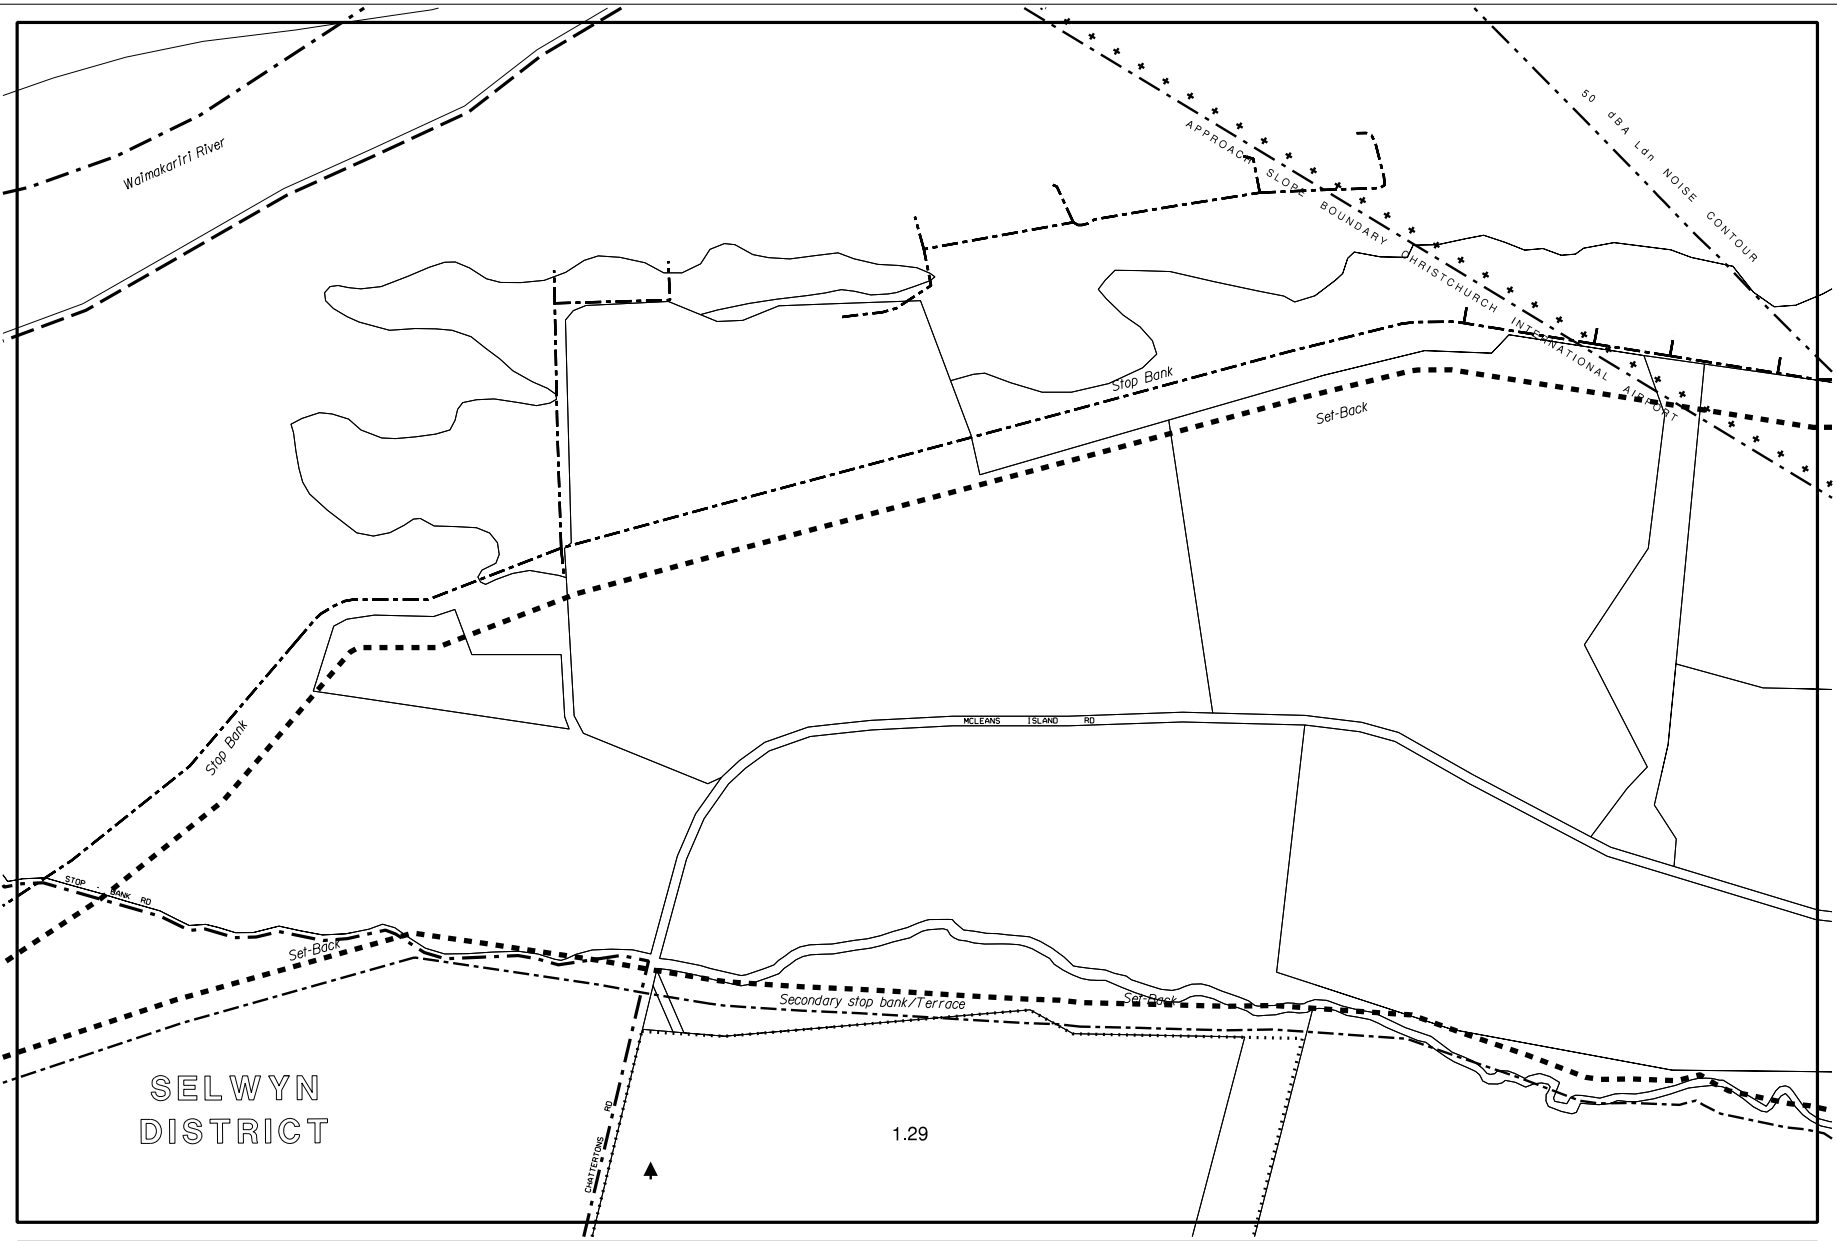 50 dBA Ldn NOISE CONTOUR
APPROACH SLOPE BOUNDARY CHRISTCHURCH INTERNATIONAL AIRPORT
Waimakariri River
Stop Bank
Set-Back
MCLEANS ISLAND RD
Stop Bank
STOP BANK RD
Set-Back
Secondary stop bank/Terrace
Set-Back
SELWYN
DISTRICT
CHATTERTONS RD
1.29